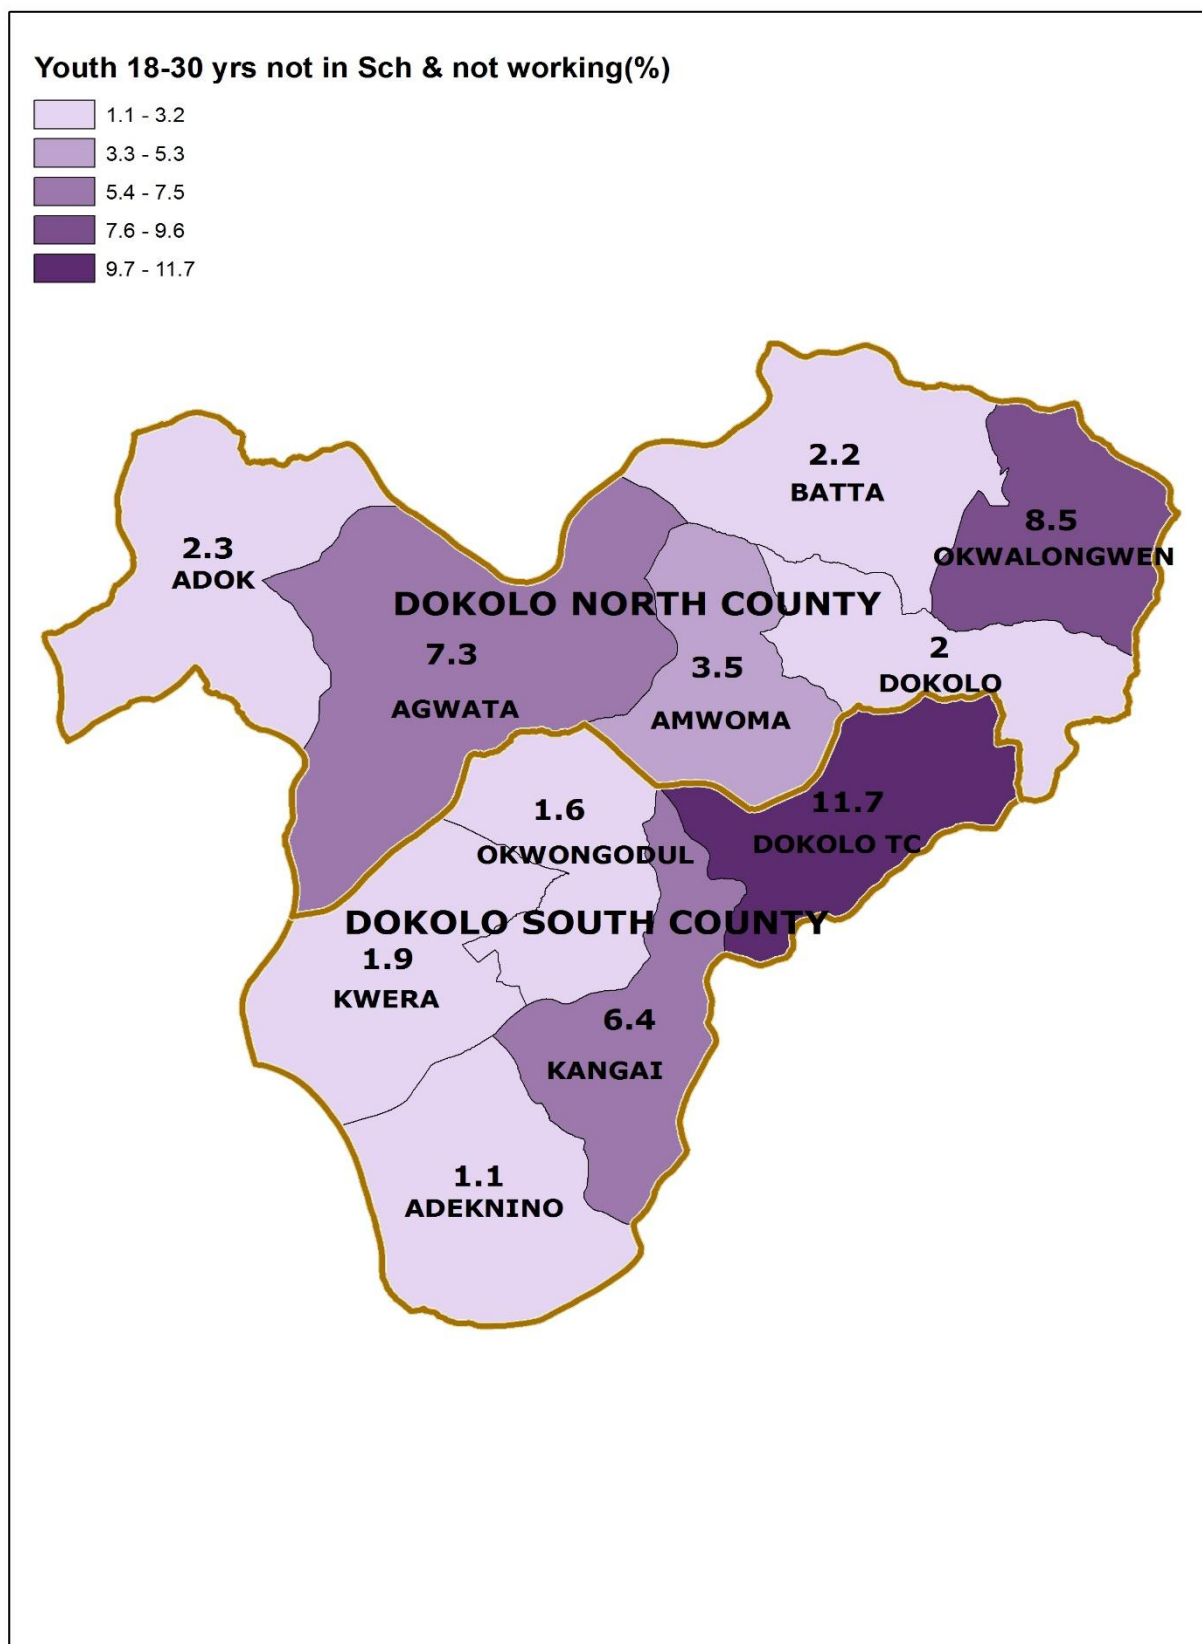 Youth 18-30 yrs not in Sch & not working(%)
1.1 - 3.2
3.3 - 5.3
5.4 - 7.5
7.6 - 9.6
9.7 - 11.7
2.2
BATTA
8.5
OKWALONGWEN
2.3
ADOK
DOKOLO NORTH COUNTY
7.3
AGWATA
3.5
AMWOMA
2
DOKOLO
11.7
DOKOLO TC
1.6
OKWONGODUL
DOKOLO SOUTH COUNTY
1.9
KWERA
6.4
KANGAI
1.1
ADEKNINO